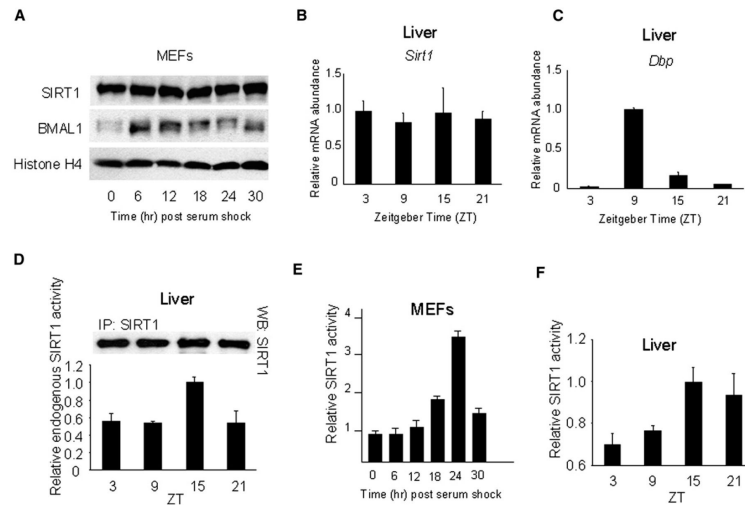 A
MEFs
SIRT1
BMAL1
Histone H4
0 6 12 18 24 30
Time (hr) post serum shock
B
Liver
Sirt1
Relative mRNA abundance
1.5
1.0
0.5
0
3 9 15 21
Zeitgeber Time (ZT)
C
Liver
Dbp
Relative mRNA abundance
1.5
1.0
0.5
0
3 9 15 21
Zeitgeber Time (ZT)
D
Liver
IP: SIRT1
WB: SIRT1
Relative endogenous SIRT1 activity
1.2
1.0
0.8
0.6
0.4
0.2
0
3 9 15 21
ZT
E
MEFs
Relative SIRT1 activity
4
3
2
1
0 6 12 18 24 30
Time (hr) post serum shock
F
Liver
Relative SIRT1 activity
1.2
1.0
0.8
0.6
3 9 15 21
ZT